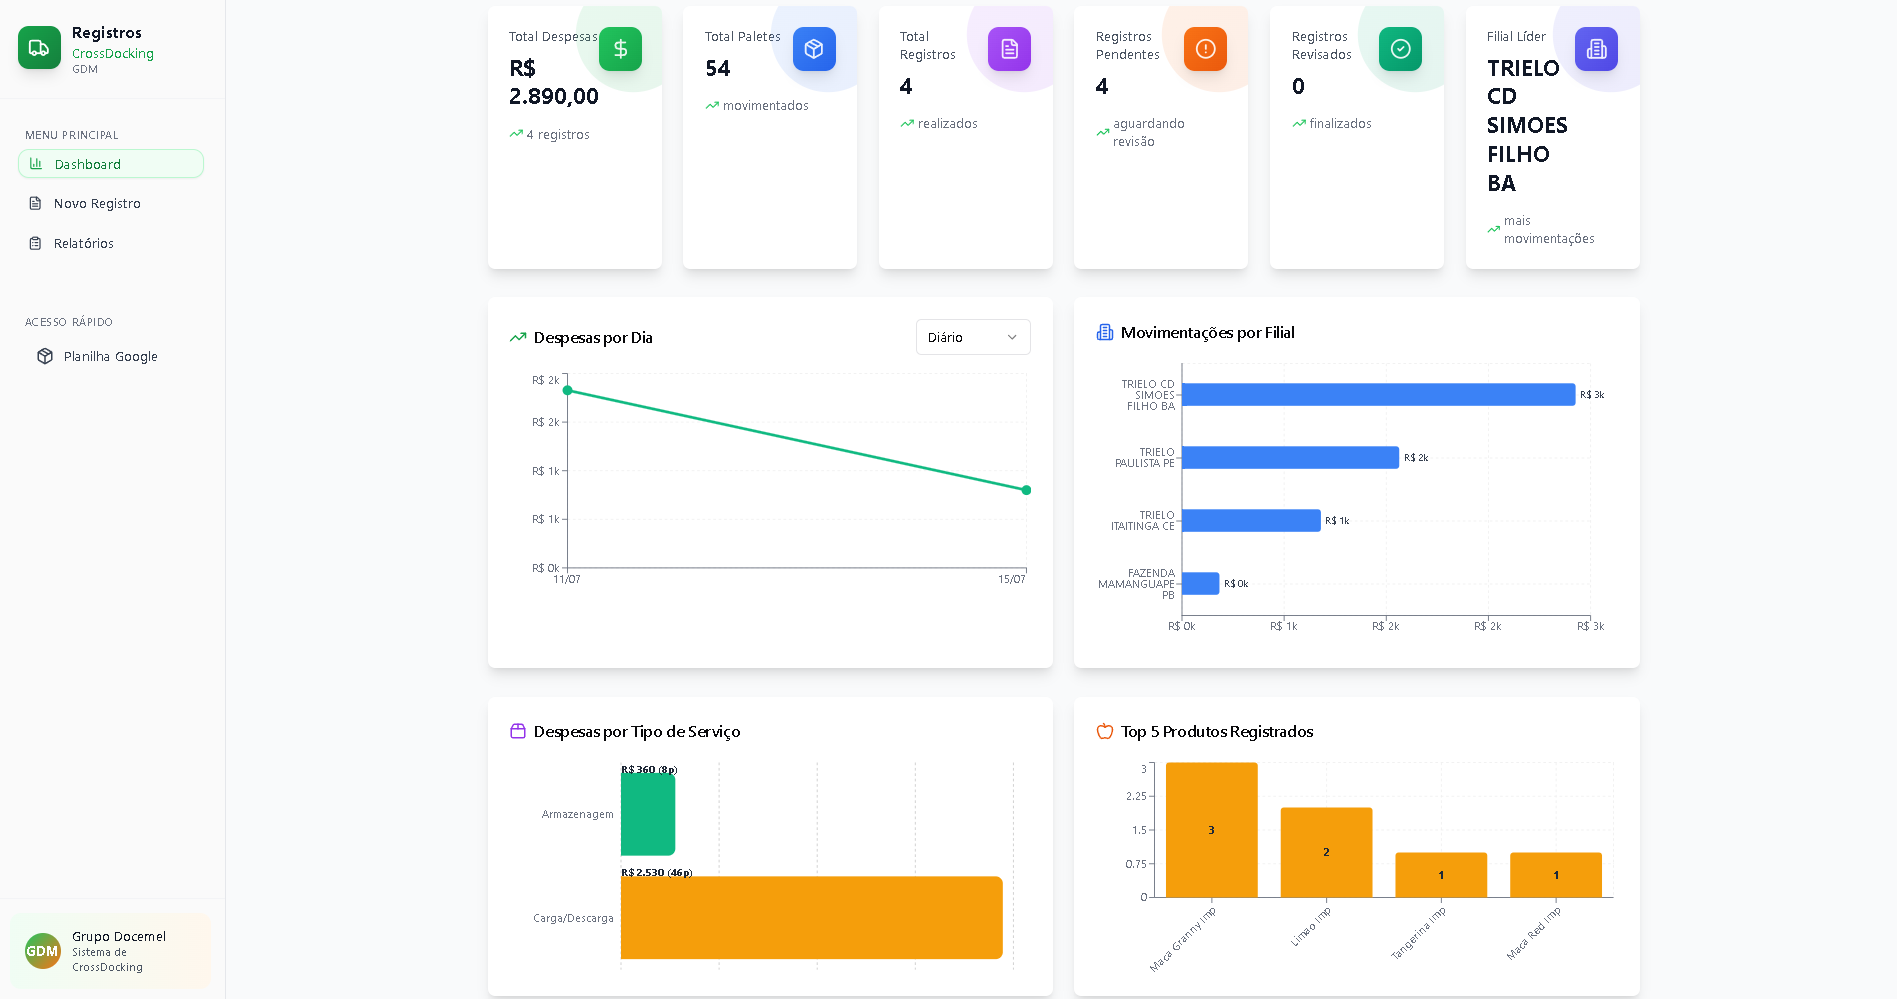 Registros
CrossDocking
GDM
MENU PRINCIPAL
Dashboard
Novo Registro
Relatórios
ACESSO RÁPIDO
Planilha Google
GDM
Grupo Docemel
Sistema de
CrossDocking
Total Despesas
R$
2.890,00
4 registros
Total Paletes
54
movimentados
Total
Registros
4
realizados
Registros
Pendentes
4
aguardando
revisão
Registros
Revisados
0
finalizados
Filial Líder
TRIELO
CD
SIMOES
FILHO
BA
mais
movimentações
Despesas por Dia
Diário
R$ 2k
R$ 2k
R$ 1k
R$ 1k
R$ 0k
11/07
15/07
Movimentações por Filial
TRIELO CD
SIMOES
FILHO BA
R$ 3k
TRIELO
PAULISTA PE
R$ 2k
TRIELO
ITAITINGA CE
R$ 1k
FAZENDA
MAMANGUAPE
PB
R$ 0k
R$ 0k
R$ 1k
R$ 2k
R$ 2k
R$ 3k
Despesas por Tipo de Serviço
R$ 360 (8p)
Armazenagem
R$ 2.530 (46p)
Carga/Descarga
Top 5 Produtos Registrados
3
2.25
1.5
0.75
0
3
2
1
1
Maca Granny Imp
Limao Imp
Tangerina Imp
Maca Red Imp